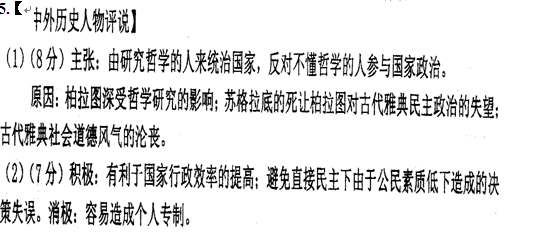 5.【↵
中外历史人物评说】
(1)(8分)主张：由研究哲学的人来统治国家，反对不懂哲学的人参与国家政治。
原因：柏拉图深受哲学研究的影响；苏格拉底的死让柏拉图对古代雅典民主政治的失望；
古代雅典社会道德风气的沦丧。
(2)(7分)积极：有利于国家行政效率的提高；避免直接民主下由于公民素质低下造成的决
策失误。消极：容易造成个人专制。